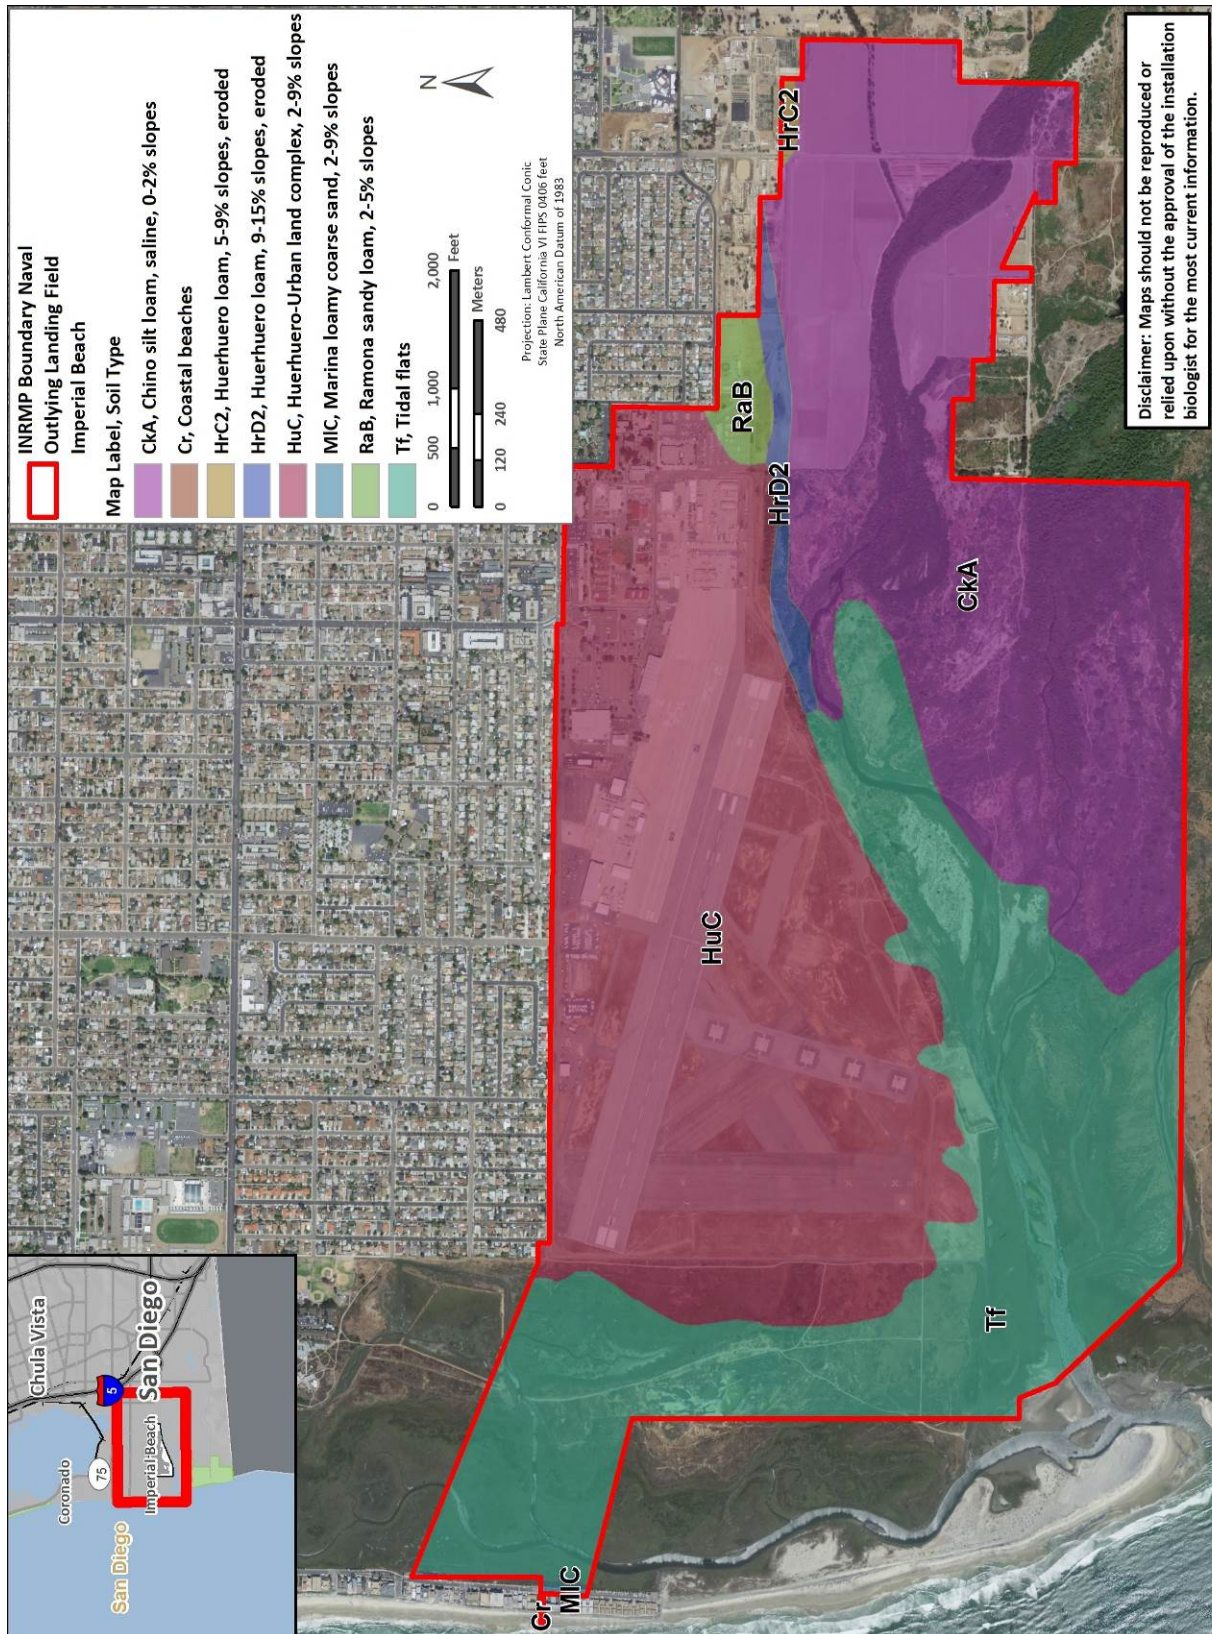 Chula Vista
Coronado
5
75
San Diego
Imperial Beach
San Diego
INRMP Boundary Naval
Outlying Landing Field
Imperial Beach
Map Label, Soil Type
CkA, Chino silt loam, saline, 0-2% slopes
Cr, Coastal beaches
HrC2, Huerhuero loam, 5-9% slopes, eroded
HrD2, Huerhuero loam, 9-15% slopes, eroded
HuC, Huerhuero-Urban land complex, 2-9% slopes
MlC, Marina loamy coarse sand, 2-9% slopes
RaB, Ramona sandy loam, 2-5% slopes
Tf, Tidal flats
N
0 500 1,000 2,000
Feet
Meters
0 120 240 480
Projection: Lambert Conformal Conic
State Plane California VI FIPS 0406 feet
North American Datum of 1983
Cr
MlC
HuC
RaB
HrD2
HrC2
CkA
Tf
Disclaimer: Maps should not be reproduced or
relied upon without the approval of the installation
biologist for the most current information.